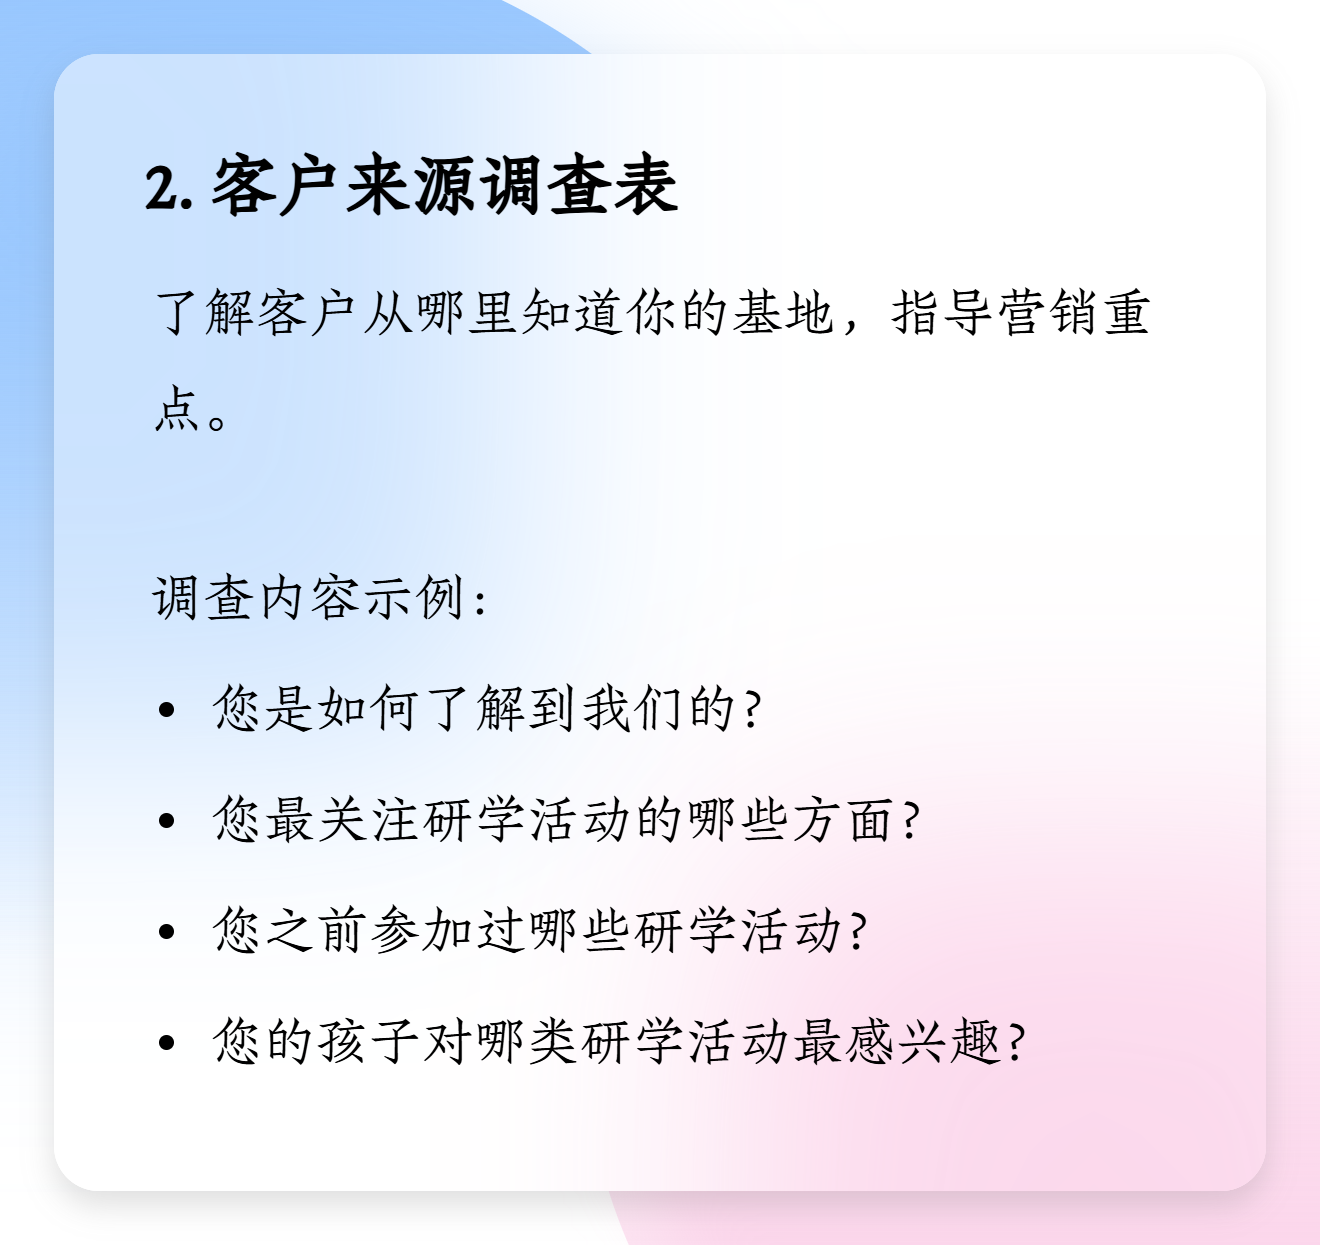 2. 客户来源调查表
了解客户从哪里知道你的基地，指导营销重
点。
调查内容示例：
• 您是如何了解到我们的？
• 您最关注研学活动的哪些方面？
• 您之前参加过哪些研学活动？
• 您的孩子对哪类研学活动最感兴趣？